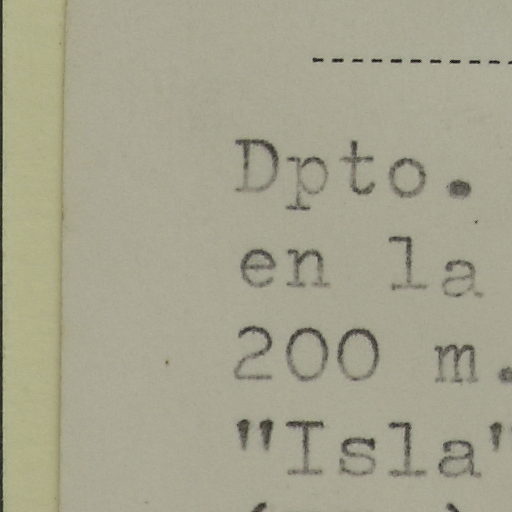 Dpto.
en la
200 m.
"Isla"